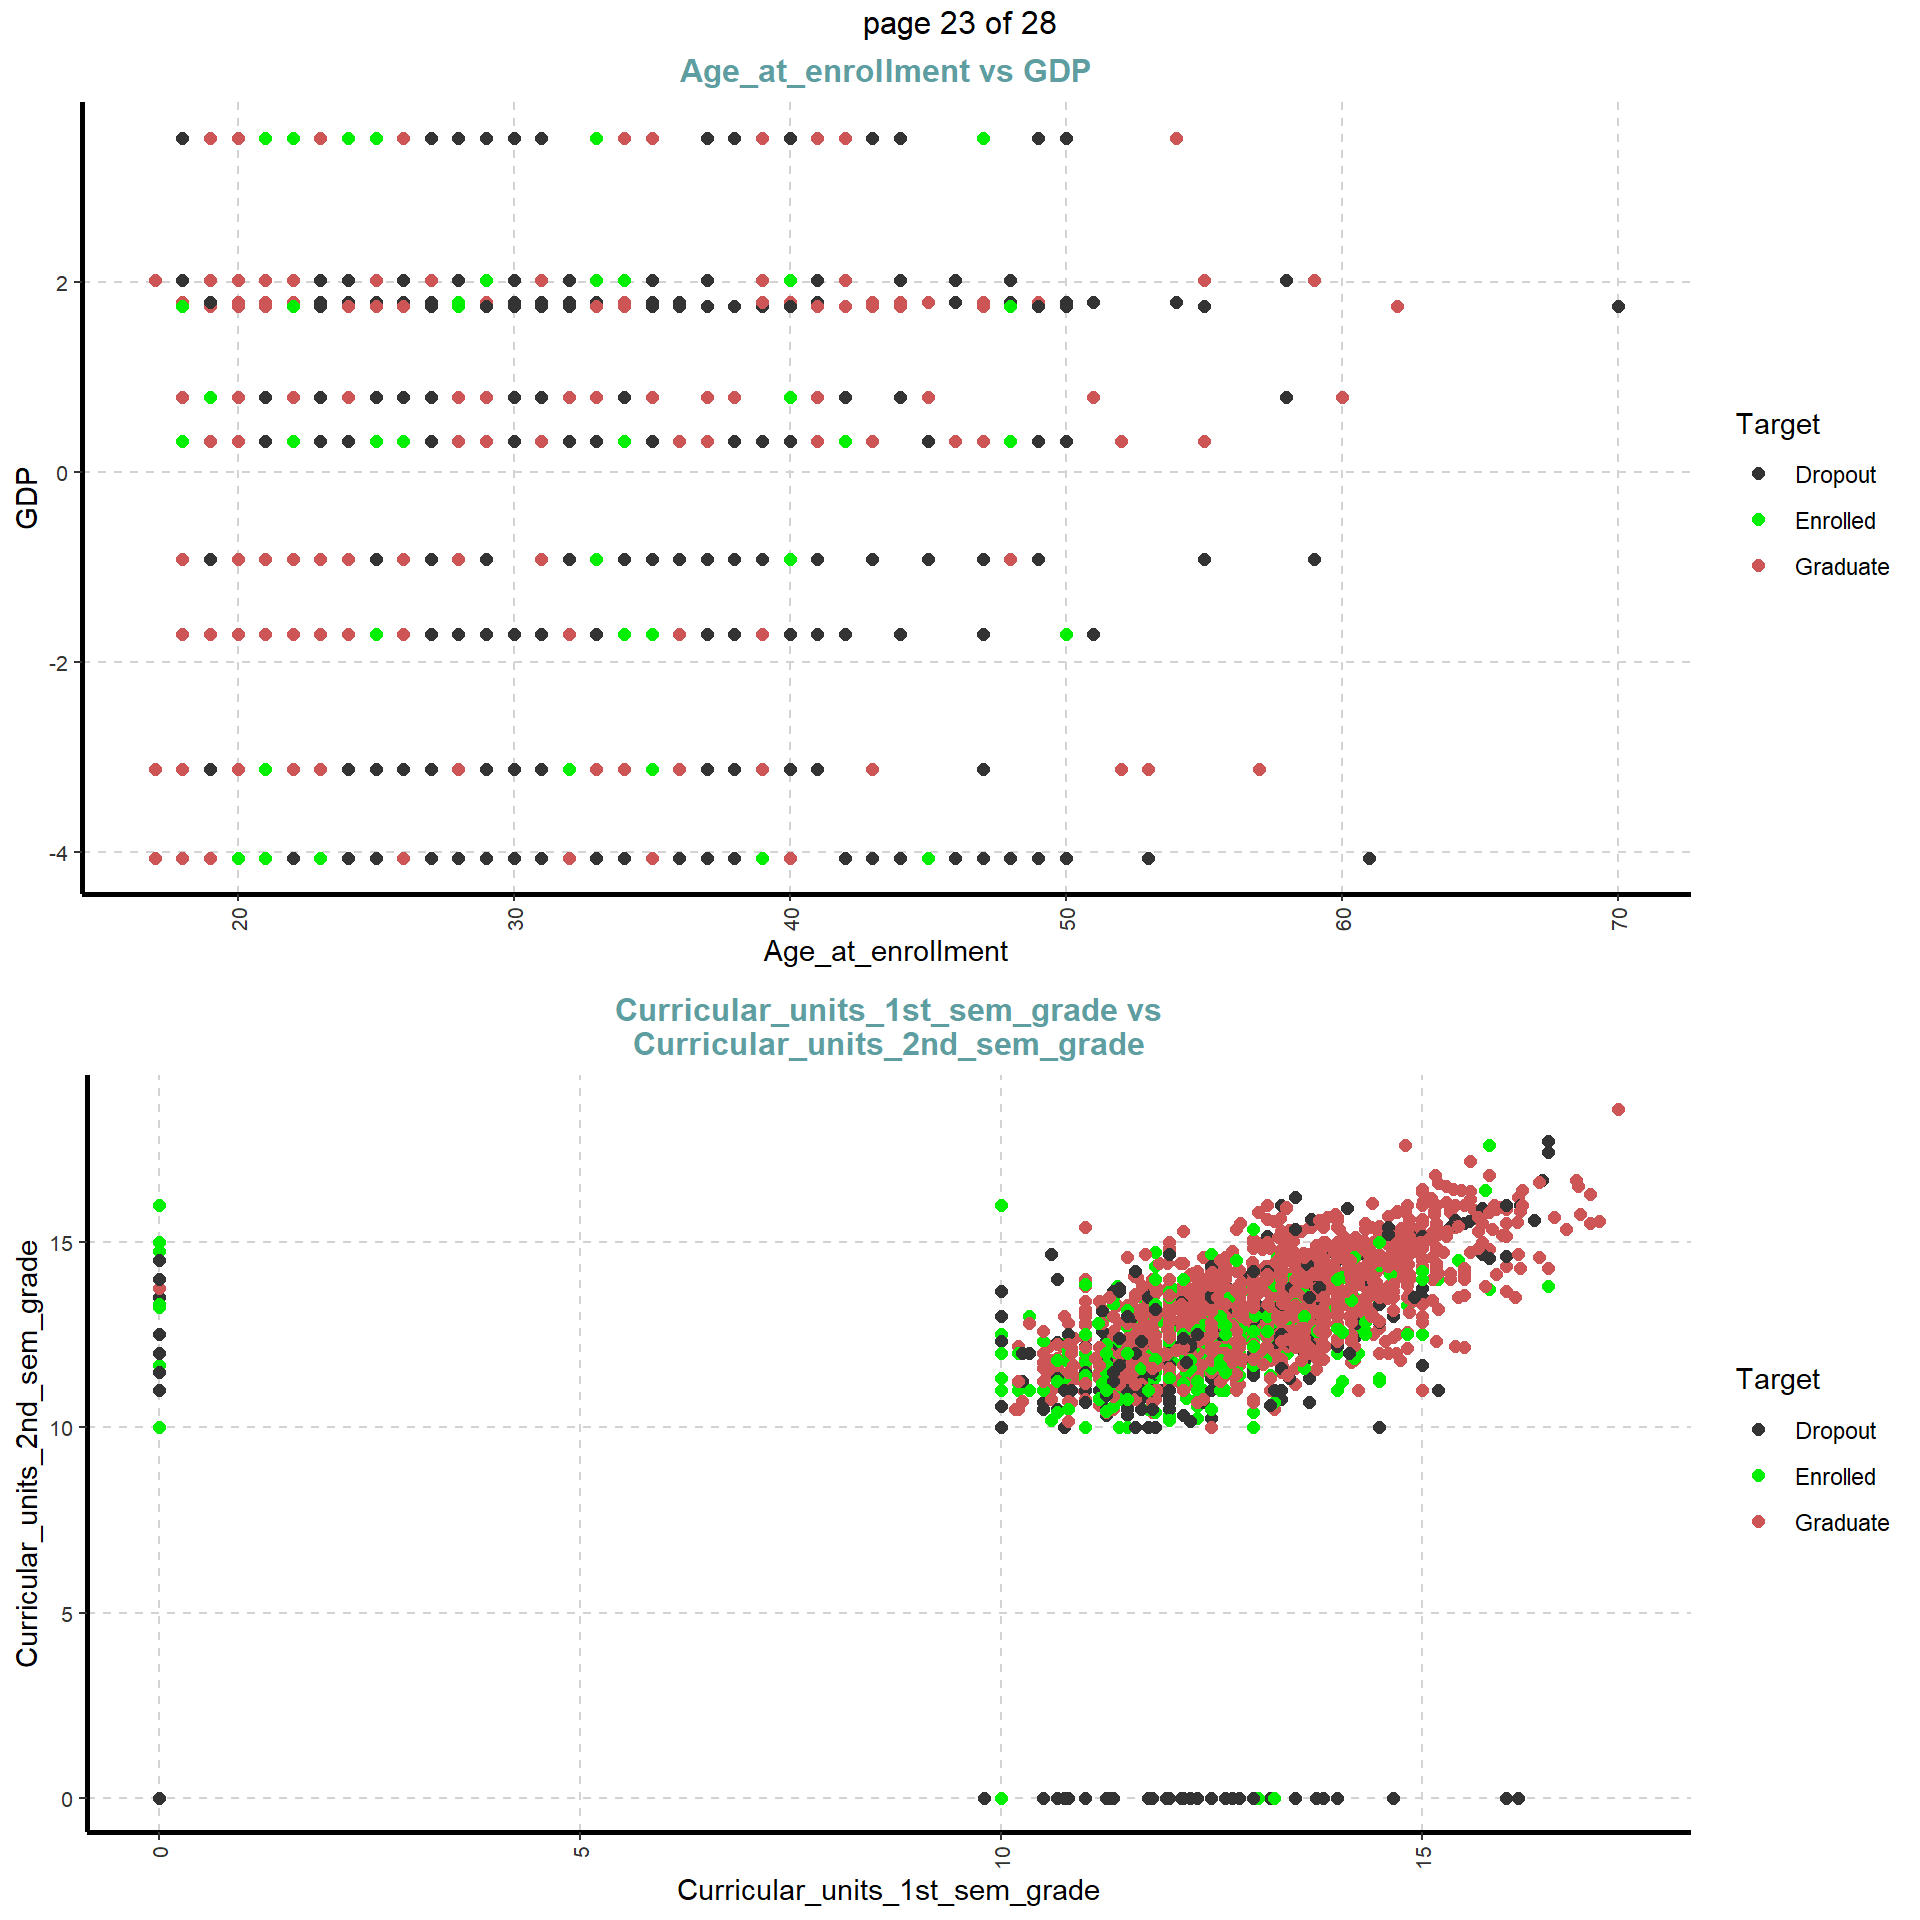 page 23 of 28
Age_at_enrollment vs GDP
GDP
2
0
-2
-4
20
30
40
50
60
70
Age_at_enrollment
Target
Dropout
Enrolled
Graduate
Curricular_units_1st_sem_grade vs
Curricular_units_2nd_sem_grade
Curricular_units_2nd_sem_grade
15
10
5
0
0
5
10
15
Curricular_units_1st_sem_grade
Target
Dropout
Enrolled
Graduate